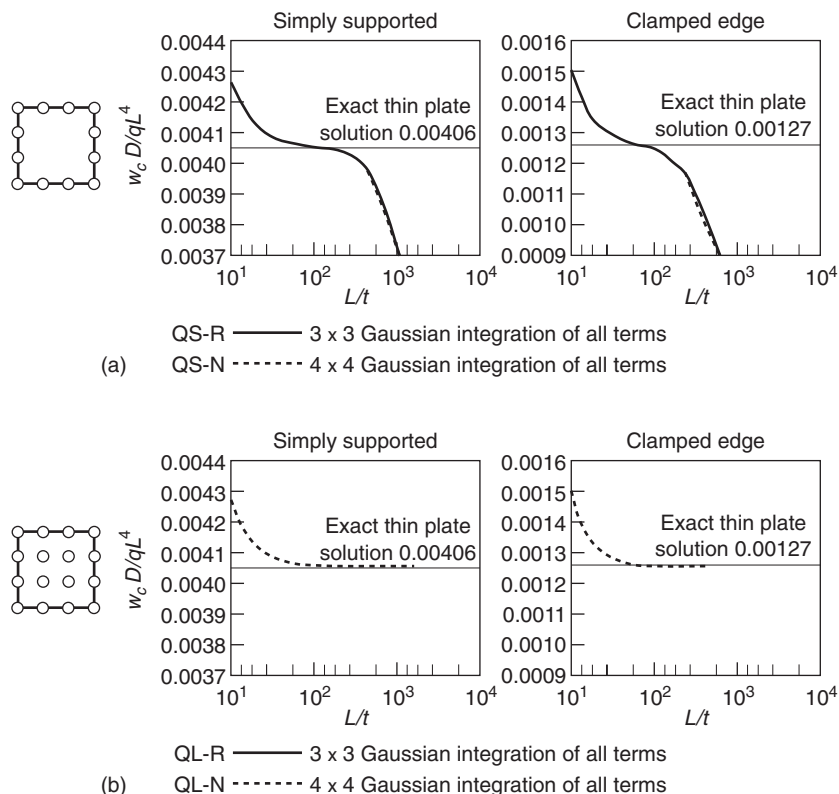 Simply supported
Clamped edge
w_c D/qL^4
0.0044
0.0043
0.0042
0.0041
0.0040
0.0039
0.0038
0.0037
Exact thin plate
solution 0.00406
10^1
10^2
10^3
10^4
L/t
0.0016
0.0015
0.0014
0.0013
0.0012
0.0011
0.0010
0.0009
Exact thin plate
solution 0.00127
10^1
10^2
10^3
10^4
L/t
QS-R 3 x 3 Gaussian integration of all terms
(a) QS-N 4 x 4 Gaussian integration of all terms
Simply supported
Clamped edge
w_c D/qL^4
0.0044
0.0043
0.0042
0.0041
0.0040
0.0039
0.0038
0.0037
Exact thin plate
solution 0.00406
10^1
10^2
10^3
10^4
L/t
0.0016
0.0015
0.0014
0.0013
0.0012
0.0011
0.0010
0.0009
Exact thin plate
solution 0.00127
10^1
10^2
10^3
10^4
L/t
QL-R 3 x 3 Gaussian integration of all terms
(b) QL-N 4 x 4 Gaussian integration of all terms